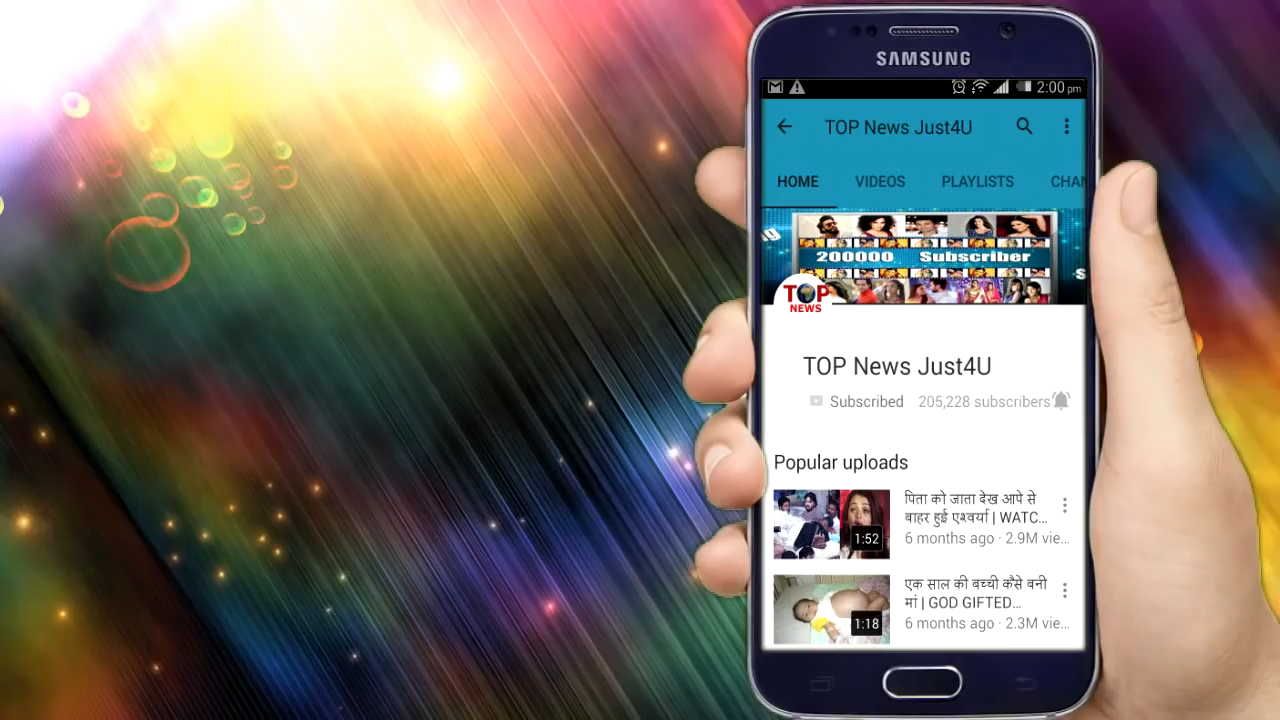 SAMSUNG
2:00 pm
TOP News Just4U
HOME VIDEOS PLAYLISTS CHAN
200000 Subscriber
TOP
NEWS
TOP News Just4U
Subscribed 205,228 subscribers
Popular uploads
पिता को जाता देख आपे से
बाहर हुई एश्वर्या | WATC...
1:52
6 months ago · 2.9M vie...
एक साल की बच्ची कैसे बनी
मां | GOD GIFTED...
1:18
6 months ago · 2.3M vie...